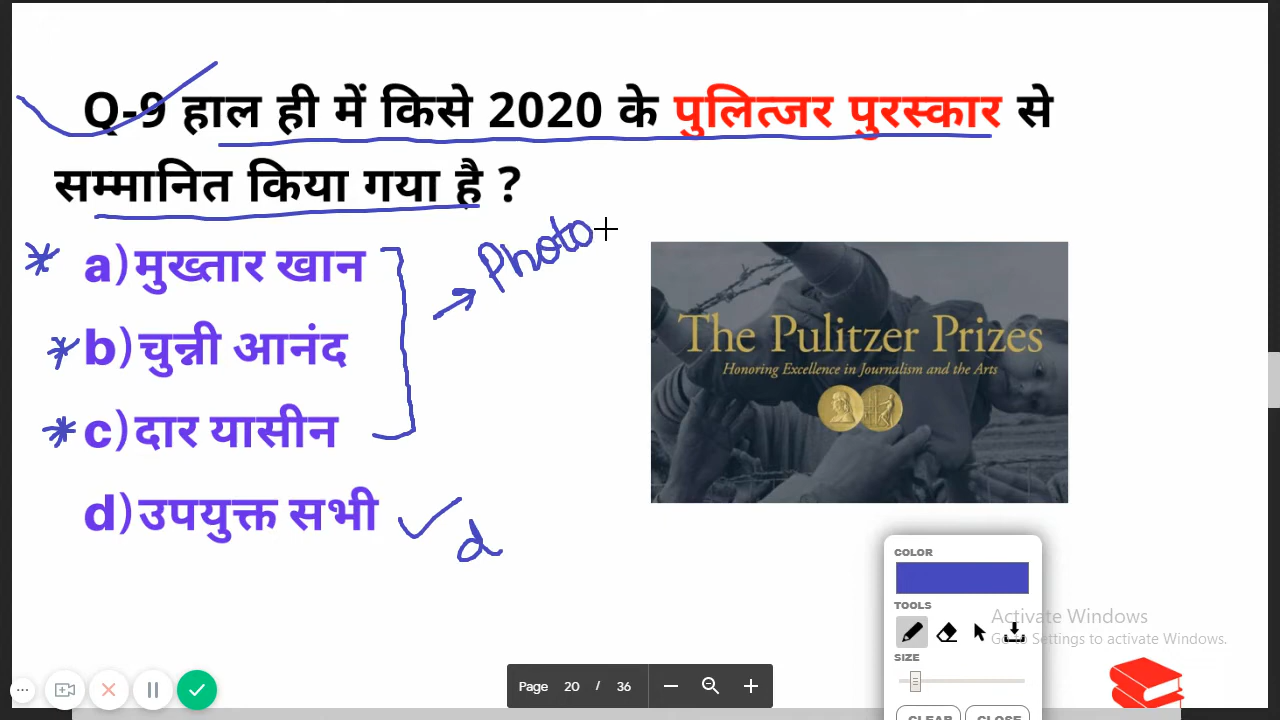 Q-9 हाल ही में किसे 2020 के पुलित्जर पुरस्कार से
सम्मानित किया गया है ?
a)मुख्तार खान
Photo
b)चुन्नी आनंद
c)दार यासीन
d)उपयुक्त सभी
d
The Pulitzer Prizes
Honoring Excellence in Journalism and the Arts
COLOR
TOOLS
SIZE
CLEAR CLOSE
Activate Windows
Go to Settings to activate Windows.
Page 20 / 36